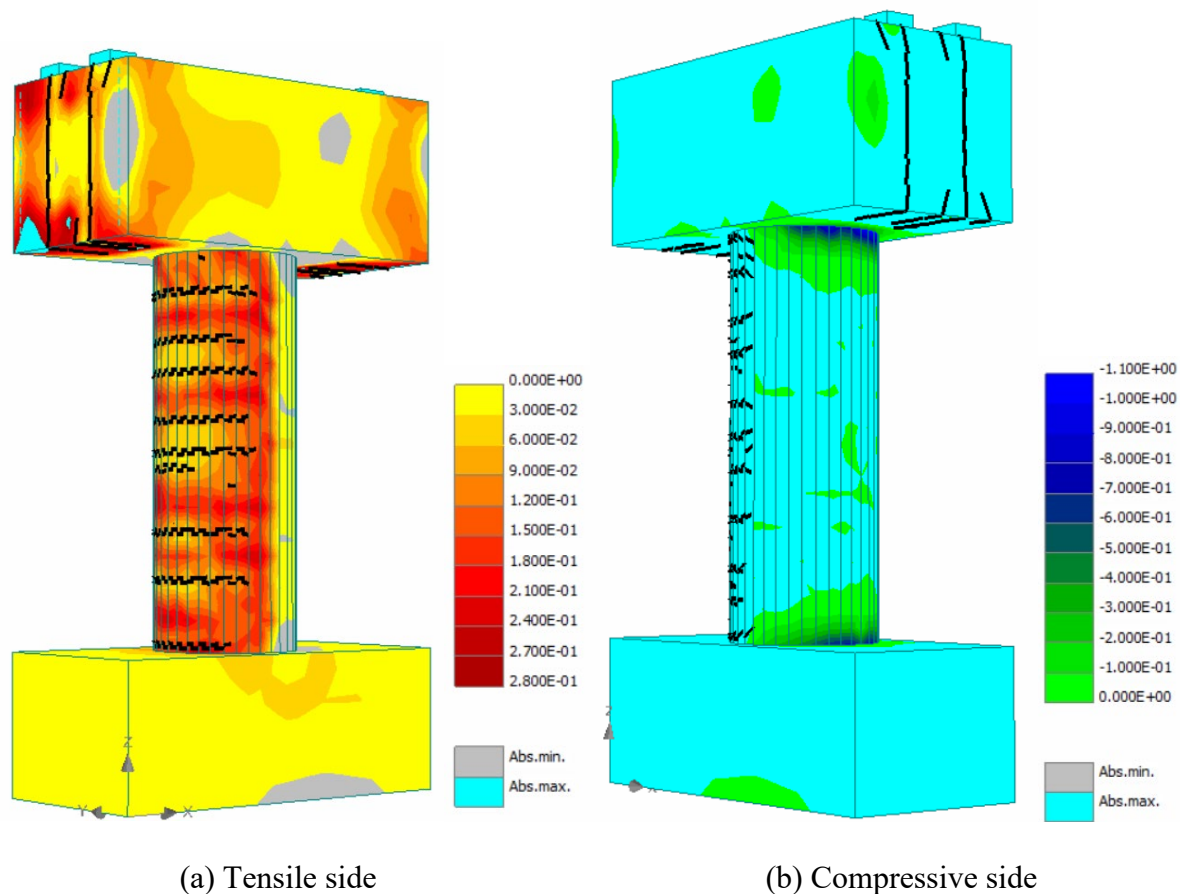 0.000E+00
3.000E-02
6.000E-02
9.000E-02
1.200E-01
1.500E-01
1.800E-01
2.100E-01
2.400E-01
2.700E-01
2.800E-01
Abs.min.
Abs.max.
Z
Y
X
-1.100E+00
-1.000E+00
-9.000E-01
-8.000E-01
-7.000E-01
-6.000E-01
-5.000E-01
-4.000E-01
-3.000E-01
-2.000E-01
-1.000E-01
0.000E+00
Abs.min.
Abs.max.
Z
X
(a) Tensile side
(b) Compressive side